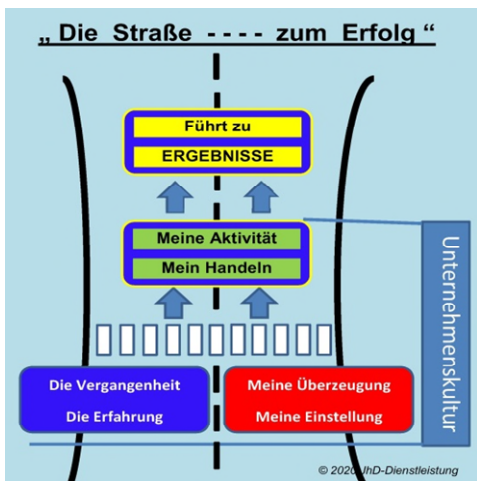 „ Die Straße - - - - zum Erfolg “
Führt zu
ERGEBNISSE
Meine Aktivität
Mein Handeln
Unternehmenskultur
Die Vergangenheit
Die Erfahrung
Meine Überzeugung
Meine Einstellung
© 2020 JhD-Dienstleistung